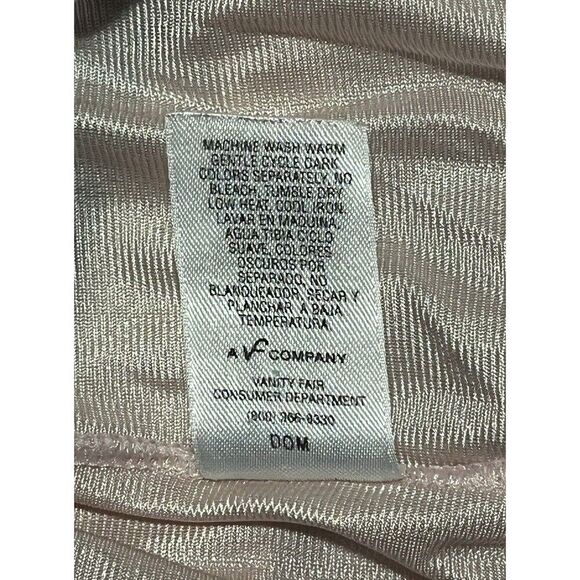 MACHINE WASH WARM
GENTLE CYCLE DARK
COLORS SEPARATELY, NO
BLEACH, TUMBLE DRY
LOW HEAT, COOL IRON.
LAVAR EN MAQUINA,
AGUA TIBIA CICLO
SUAVE, COLORES
OSCUROS POR
SEPARADO, NO
BLANQUEADOR, SECAR Y
PLANCHAR A BAJA
TEMPERATURA.
A VF COMPANY
VANITY FAIR
CONSUMER DEPARTMENT
(800) 366-8330
DOM